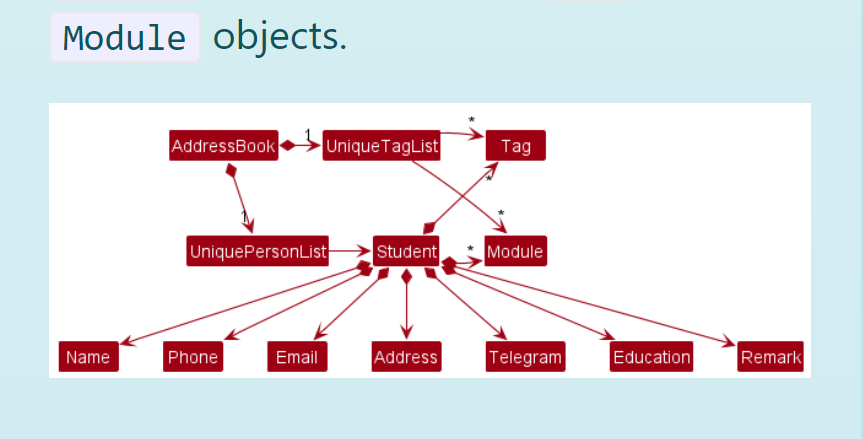 Module objects.
*
AddressBook 1 UniqueTagList Tag
*
1 *
UniquePersonList Student * Module
Name Phone Email Address Telegram Education Remark